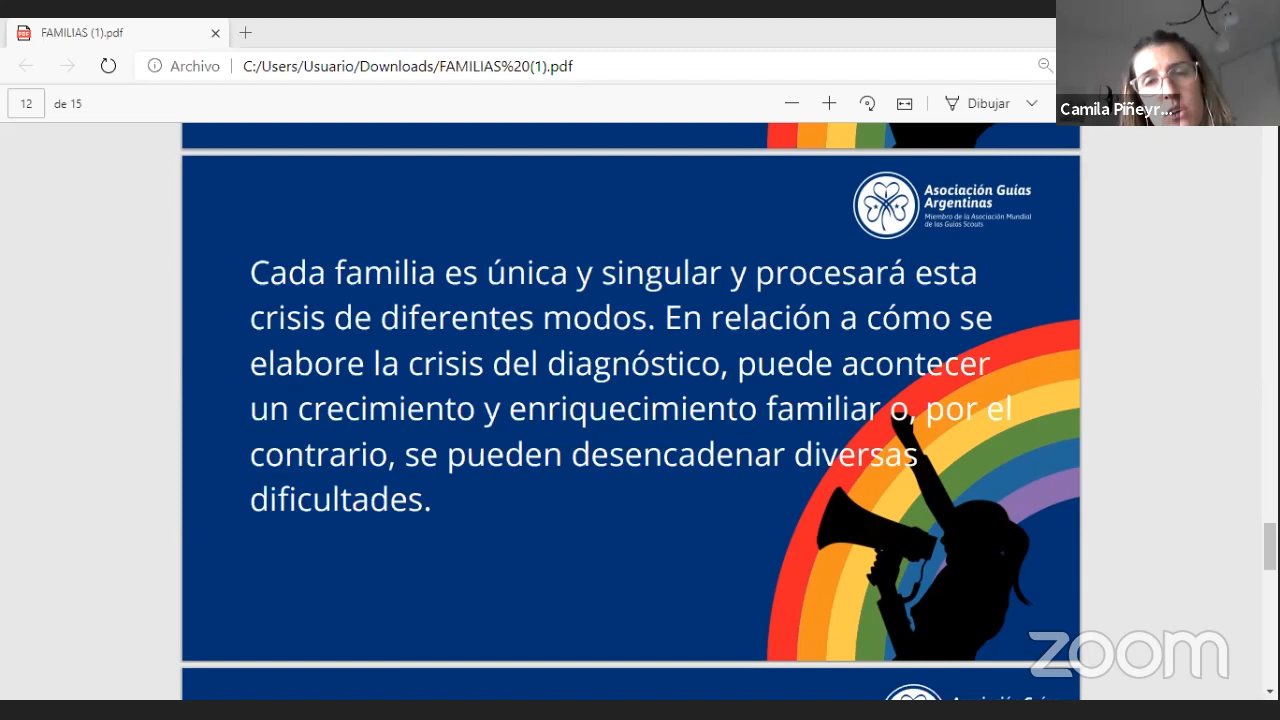 FAMILIAS (1).pdf
Archivo
C:/Users/Usuario/Downloads/FAMILIAS%20(1).pdf
12 de 15
Dibujar
Camila Piñeyr...
Asociación Guías
Argentinas
Miembro de la Asociación Mundial
de las Guías Scouts
Cada familia es única y singular y procesará esta
crisis de diferentes modos. En relación a cómo se
elabore la crisis del diagnóstico, puede acontecer
un crecimiento y enriquecimiento familiar o, por el
contrario, se pueden desencadenar diversas
dificultades.
zoom